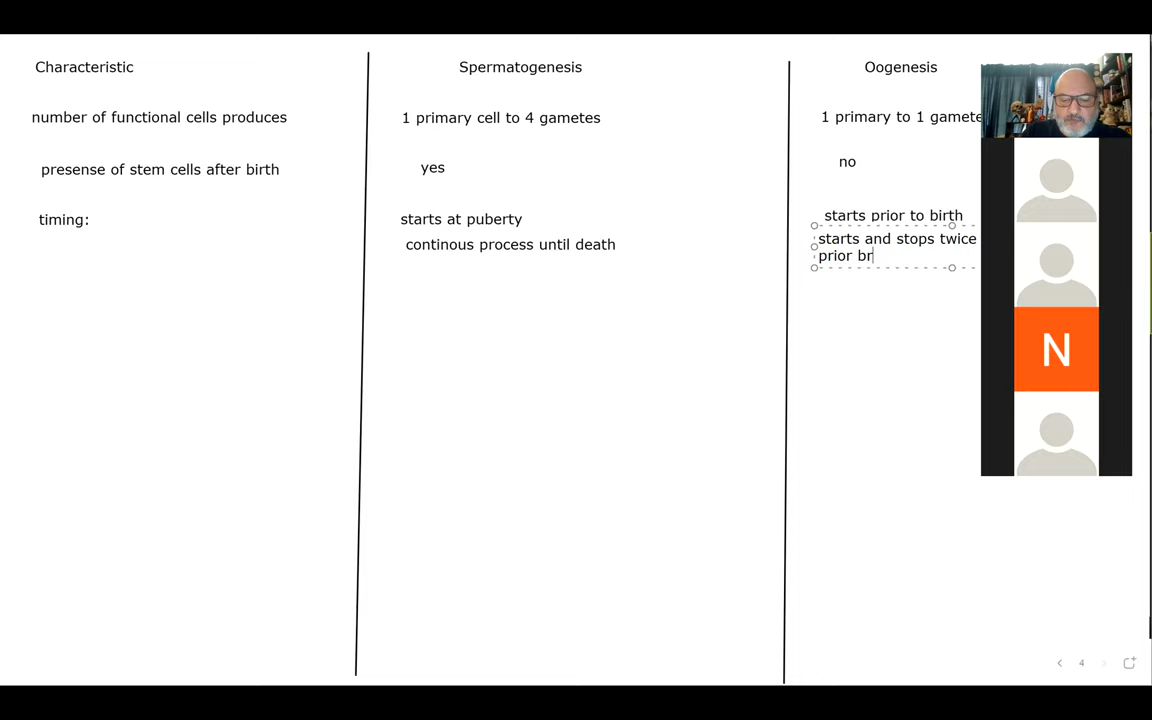 Characteristic
Spermatogenesis
Oogenesis
number of functional cells produces
1 primary cell to 4 gametes
1 primary to 1 gamete
presense of stem cells after birth
yes
no
timing:
starts at puberty
starts prior to birth
continous process until death
starts and stops twice
prior br
N
4